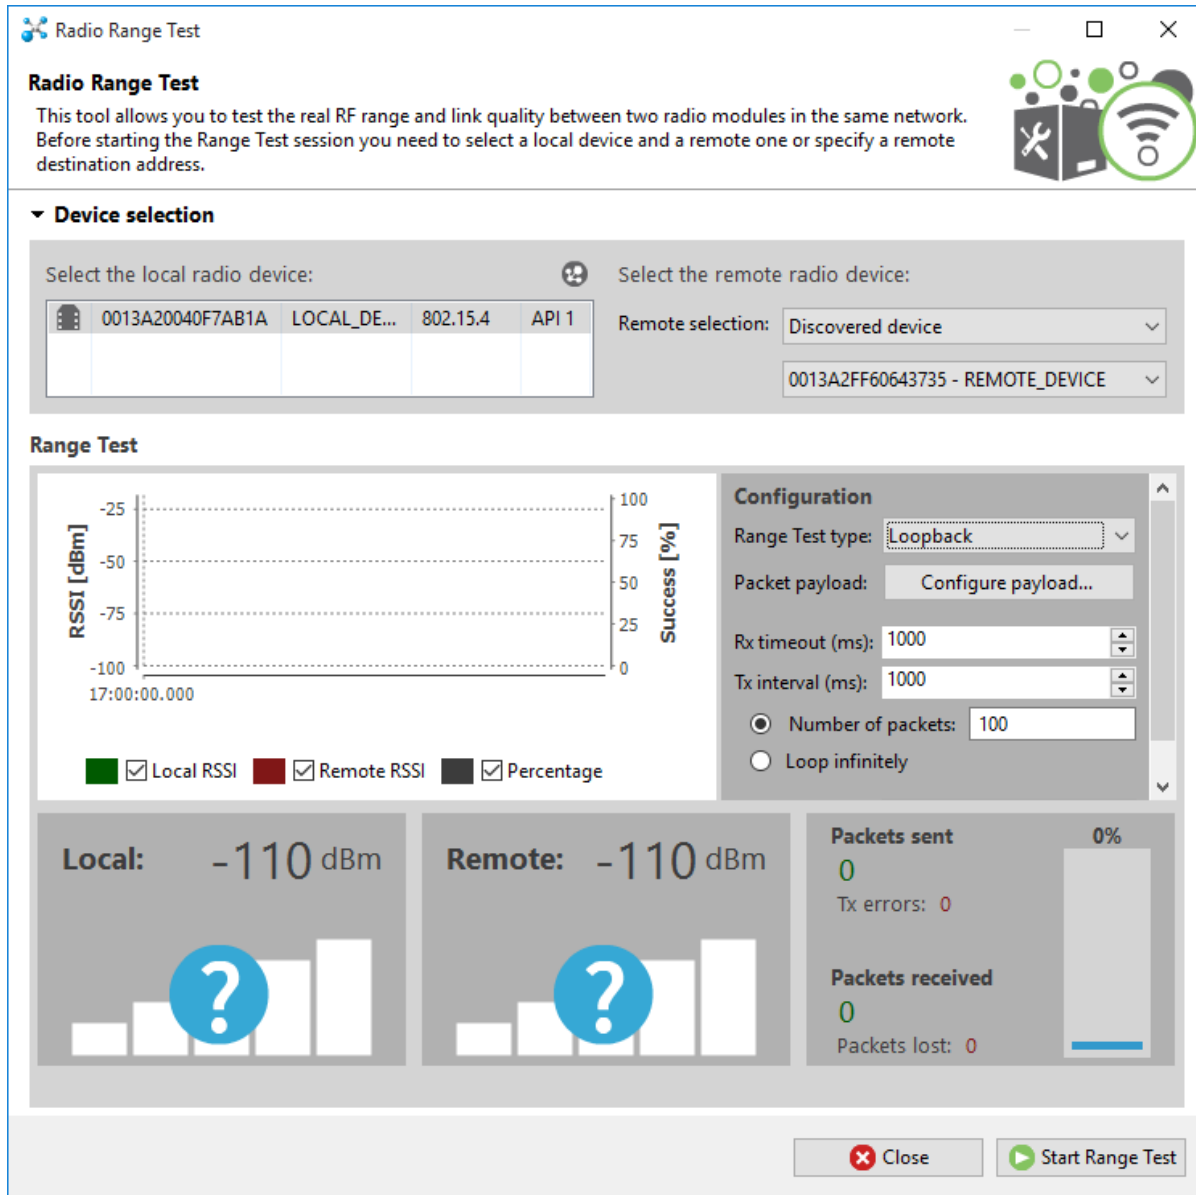 Radio Range Test
Radio Range Test
This tool allows you to test the real RF range and link quality between two radio modules in the same network.
Before starting the Range Test session you need to select a local device and a remote one or specify a remote
destination address.
Device selection
Select the local radio device:
0013A20040F7AB1A LOCAL_DE... 802.15.4 API 1
Select the remote radio device:
Remote selection: Discovered device
0013A2FF60643735 - REMOTE_DEVICE
Range Test
RSSI [dBm]
-25
-50
-75
-100
17:00:00.000
100
75
50
25
0
Success [%]
Local RSSI Remote RSSI Percentage
Configuration
Range Test type: Loopback
Packet payload: Configure payload...
Rx timeout (ms): 1000
Tx interval (ms): 1000
Number of packets: 100
Loop infinitely
Local: -110 dBm
?
Remote: -110 dBm
?
Packets sent
0
Tx errors: 0
Packets received
0
Packets lost: 0
0%
Close
Start Range Test